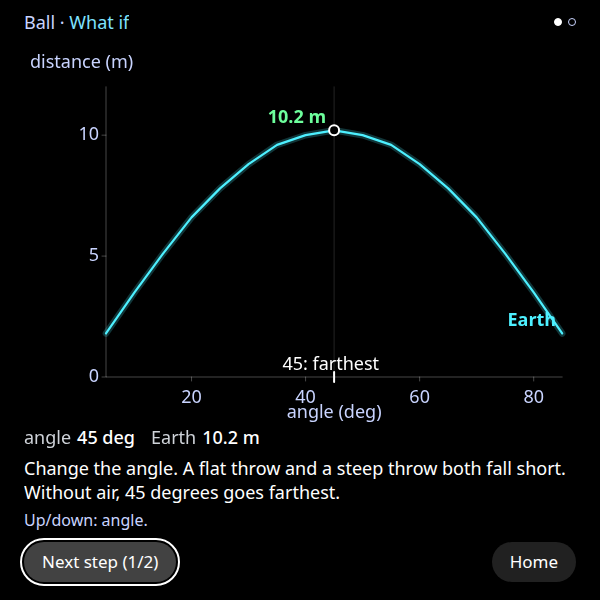 Ball · What if
distance (m)
10.2 m
10
5
Earth
45: farthest
0
20 40 60 80
angle (deg)
angle 45 deg Earth 10.2 m
Change the angle. A flat throw and a steep throw both fall short.
Without air, 45 degrees goes farthest.
Up/down: angle.
Next step (1/2)
Home